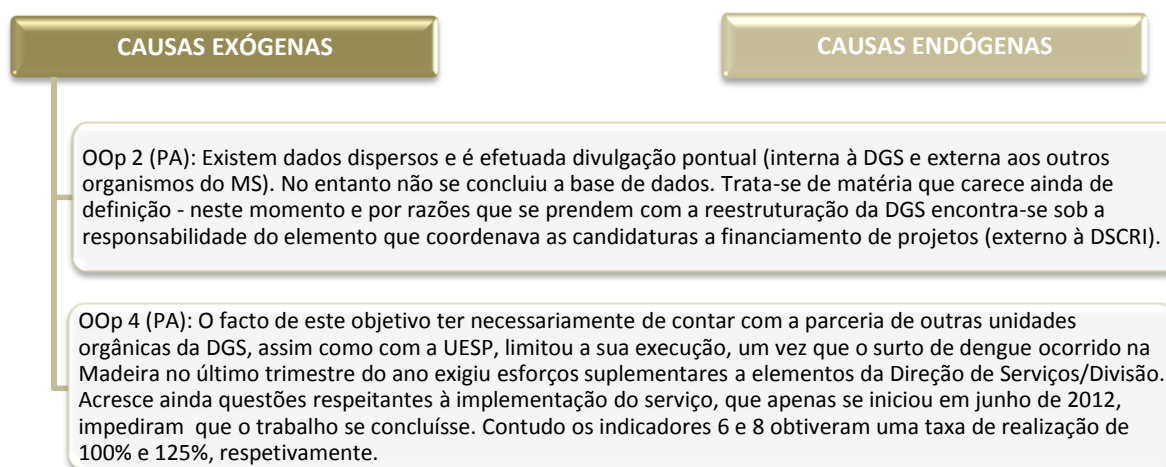 CAUSAS EXÓGENAS
CAUSAS ENDÓGENAS
OOp 2 (PA): Existem dados dispersos e é efetuada divulgação pontual (interna à DGS e externa aos outros
organismos do MS). No entanto não se concluiu a base de dados. Trata-se de matéria que carece ainda de
definição - neste momento e por razões que se prendem com a reestruturação da DGS encontra-se sob a
responsabilidade do elemento que coordenava as candidaturas a financiamento de projetos (externo à DSCRI).
OOp 4 (PA): O facto de este objetivo ter necessariamente de contar com a parceria de outras unidades
orgânicas da DGS, assim como com a UESP, limitou a sua execução, um vez que o surto de dengue ocorrido na
Madeira no último trimestre do ano exigiu esforços suplementares a elementos da Direção de Serviços/Divisão.
Acresce ainda questões respeitantes à implementação do serviço, que apenas se iniciou em junho de 2012,
impediram que o trabalho se concluísse. Contudo os indicadores 6 e 8 obtiveram uma taxa de realização de
100% e 125%, respetivamente.